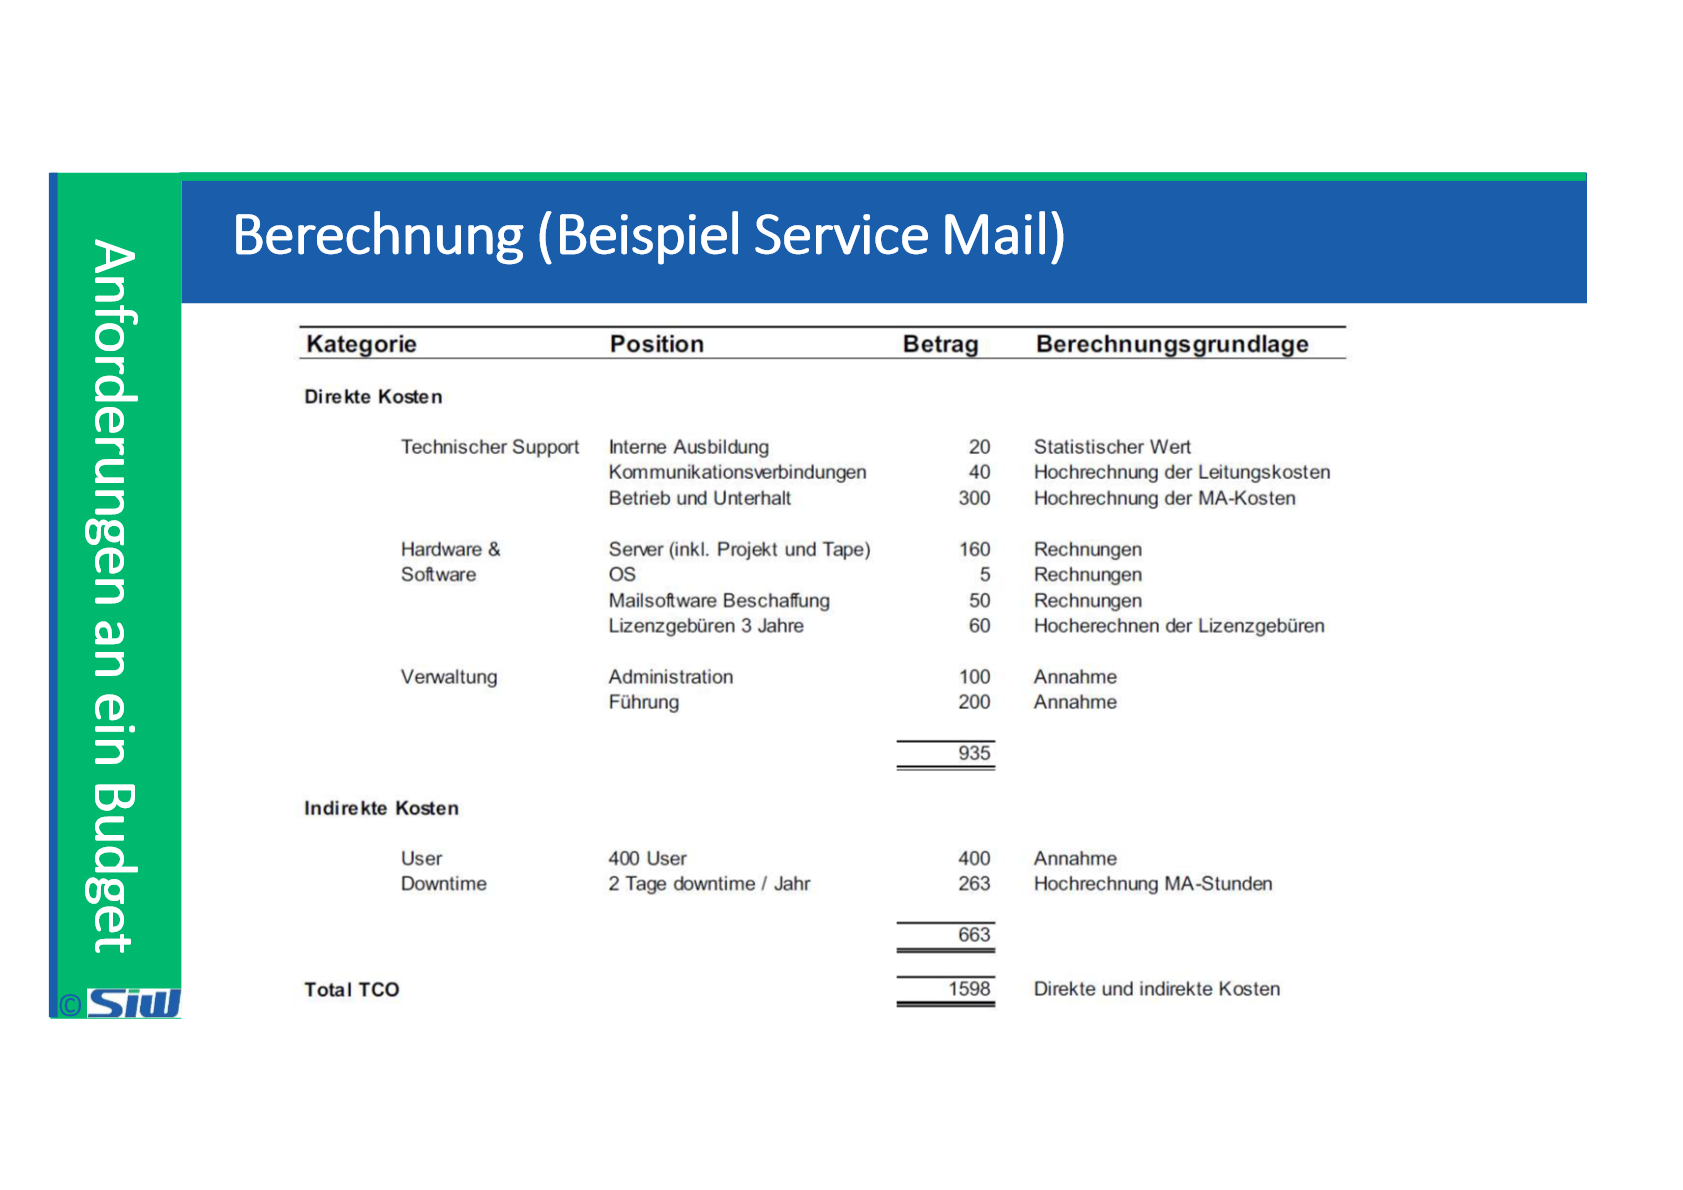 Berechnung (Beispiel Service Mail)
Anforderungen an ein Budget
© SiW
Kategorie Position Betrag Berechnungsgrundlage
Direkte Kosten
Technischer Support Interne Ausbildung 20 Statistischer Wert
Kommunikationsverbindungen 40 Hochrechnung der Leitungskosten
Betrieb und Unterhalt 300 Hochrechnung der MA-Kosten
Hardware & Server (inkl. Projekt und Tape) 160 Rechnungen
Software OS 5 Rechnungen
Mailsoftware Beschaffung 50 Rechnungen
Lizenzgebüren 3 Jahre 60 Hocherechnen der Lizenzgebüren
Verwaltung Administration 100 Annahme
Führung 200 Annahme
935
Indirekte Kosten
User 400 User 400 Annahme
Downtime 2 Tage downtime / Jahr 263 Hochrechnung MA-Stunden
663
Total TCO 1598 Direkte und indirekte Kosten